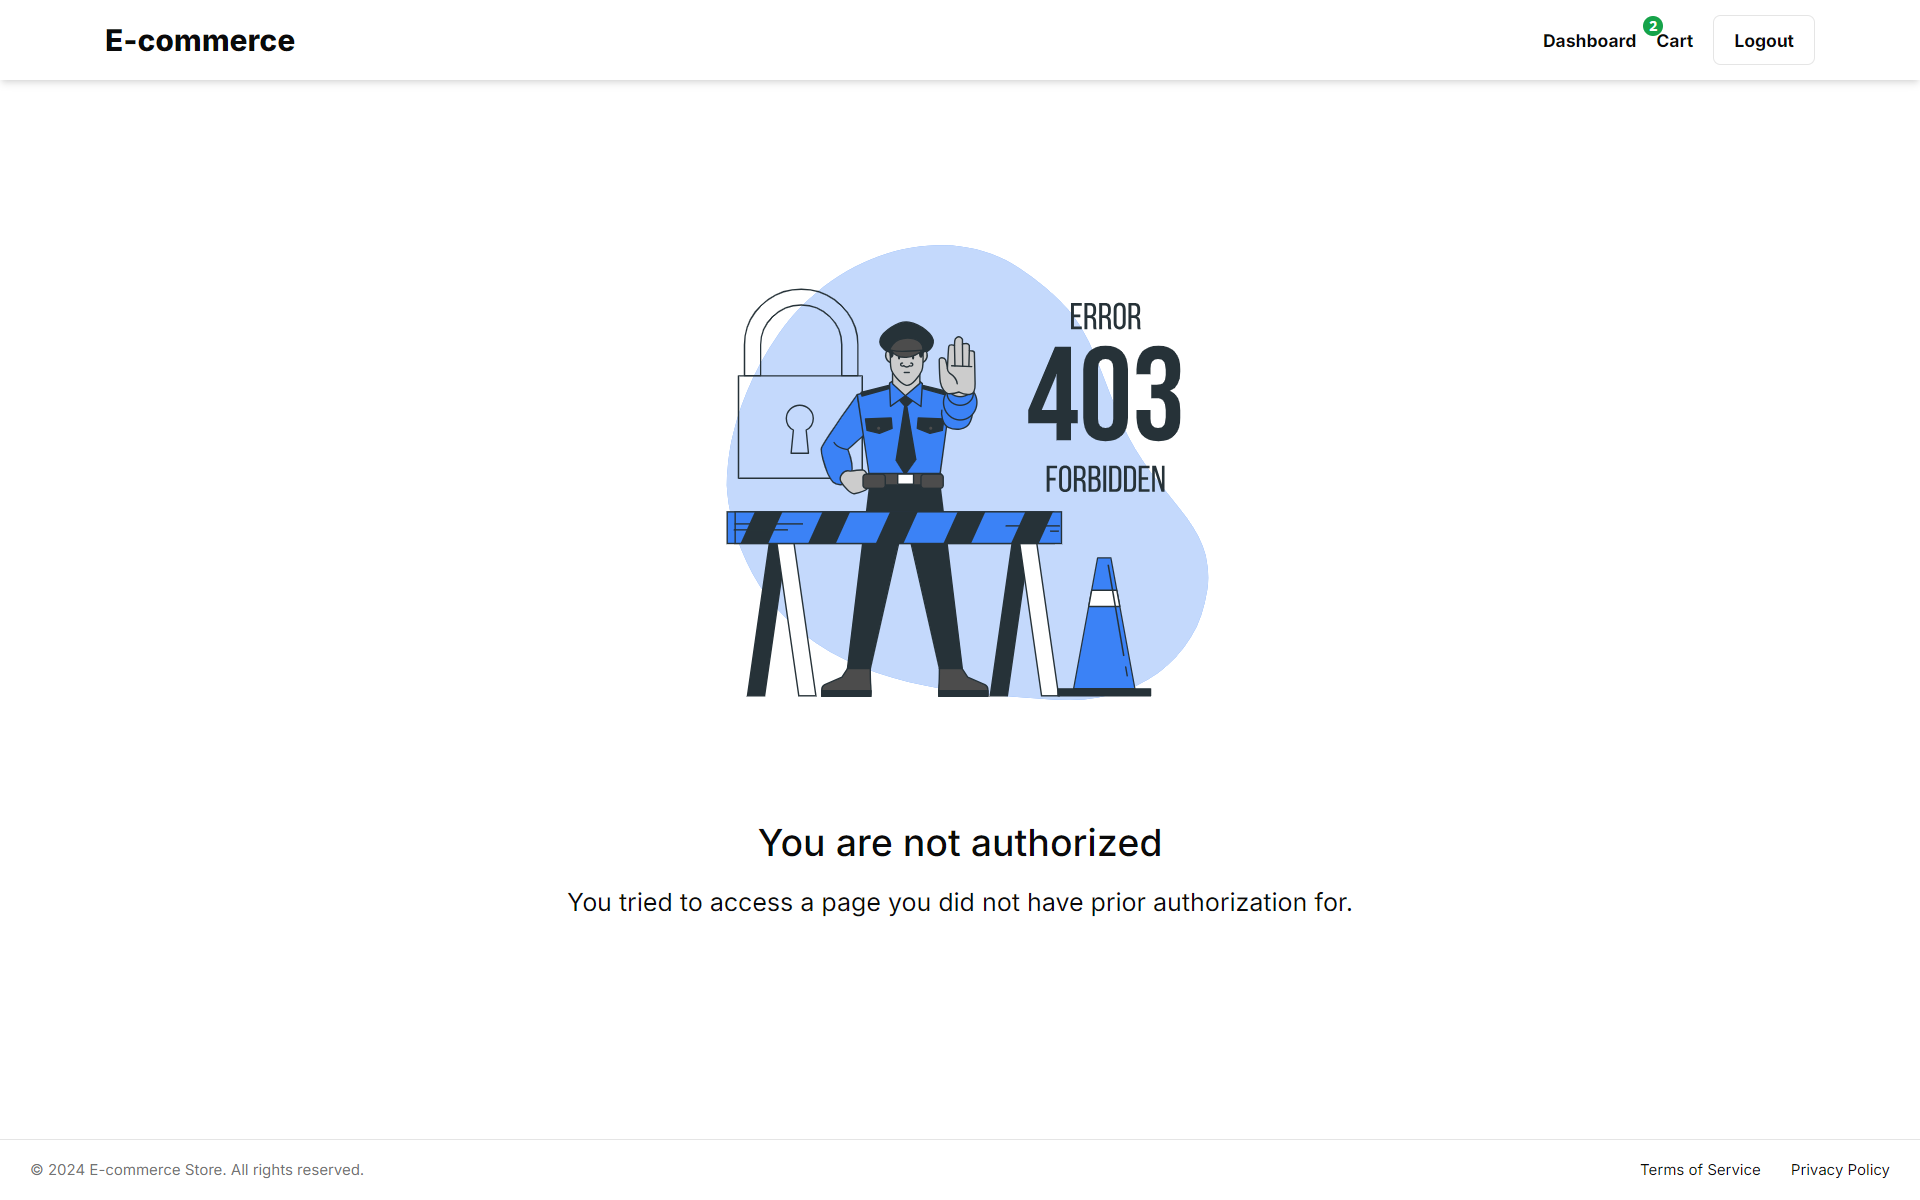 E-commerce
Dashboard
2
Cart
Logout
ERROR
403
FORBIDDEN
You are not authorized
You tried to access a page you did not have prior authorization for.
© 2024 E-commerce Store. All rights reserved.
Terms of Service
Privacy Policy